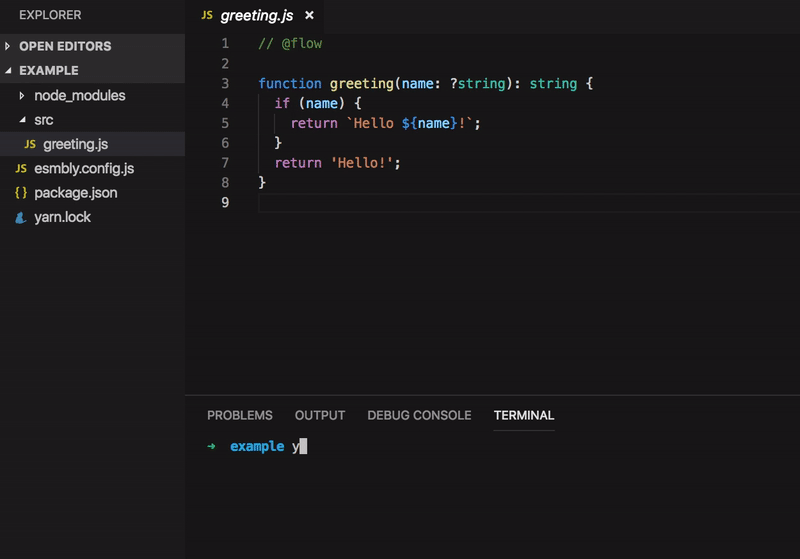 EXPLORER
OPEN EDITORS
EXAMPLE
node_modules
src
JS greeting.js
JS esmbly.config.js
{} package.json
yarn.lock
JS greeting.js ×
1 // @flow
2
3 function greeting(name: ?string): string {
4   if (name) {
5     return `Hello ${name}!`;
6   }
7   return 'Hello!';
8 }
9
PROBLEMS OUTPUT DEBUG CONSOLE TERMINAL
➜ example y